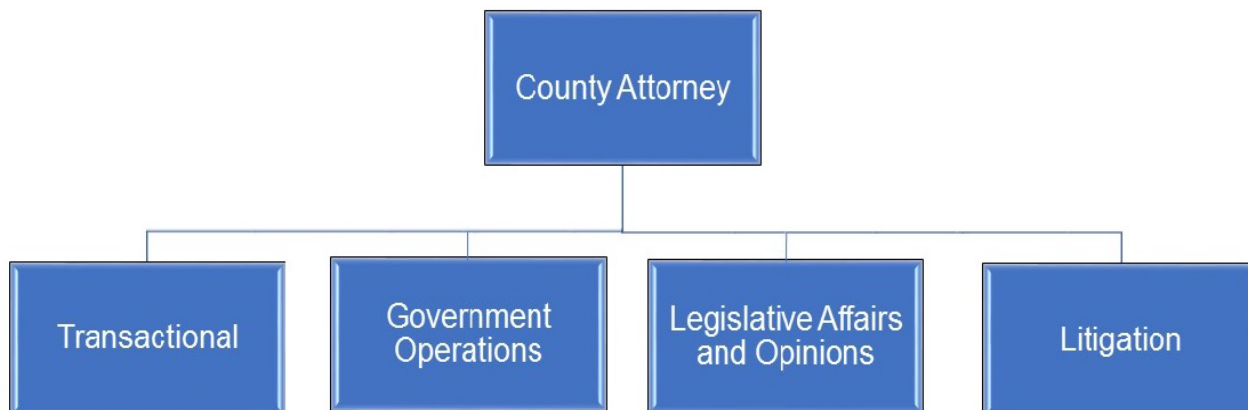 County Attorney
Transactional
Government
Operations
Legislative Affairs
and Opinions
Litigation